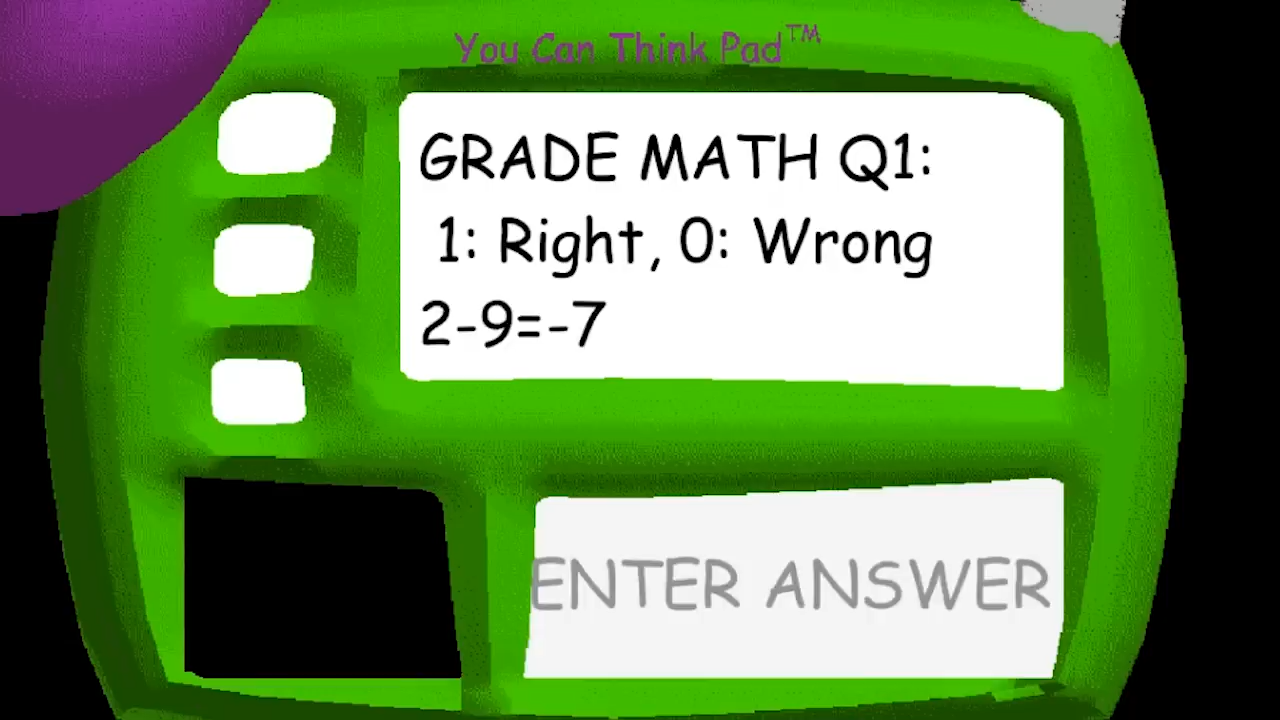 You Can Think Pad™
GRADE MATH Q1:
1: Right, 0: Wrong
2-9=-7
ENTER ANSWER